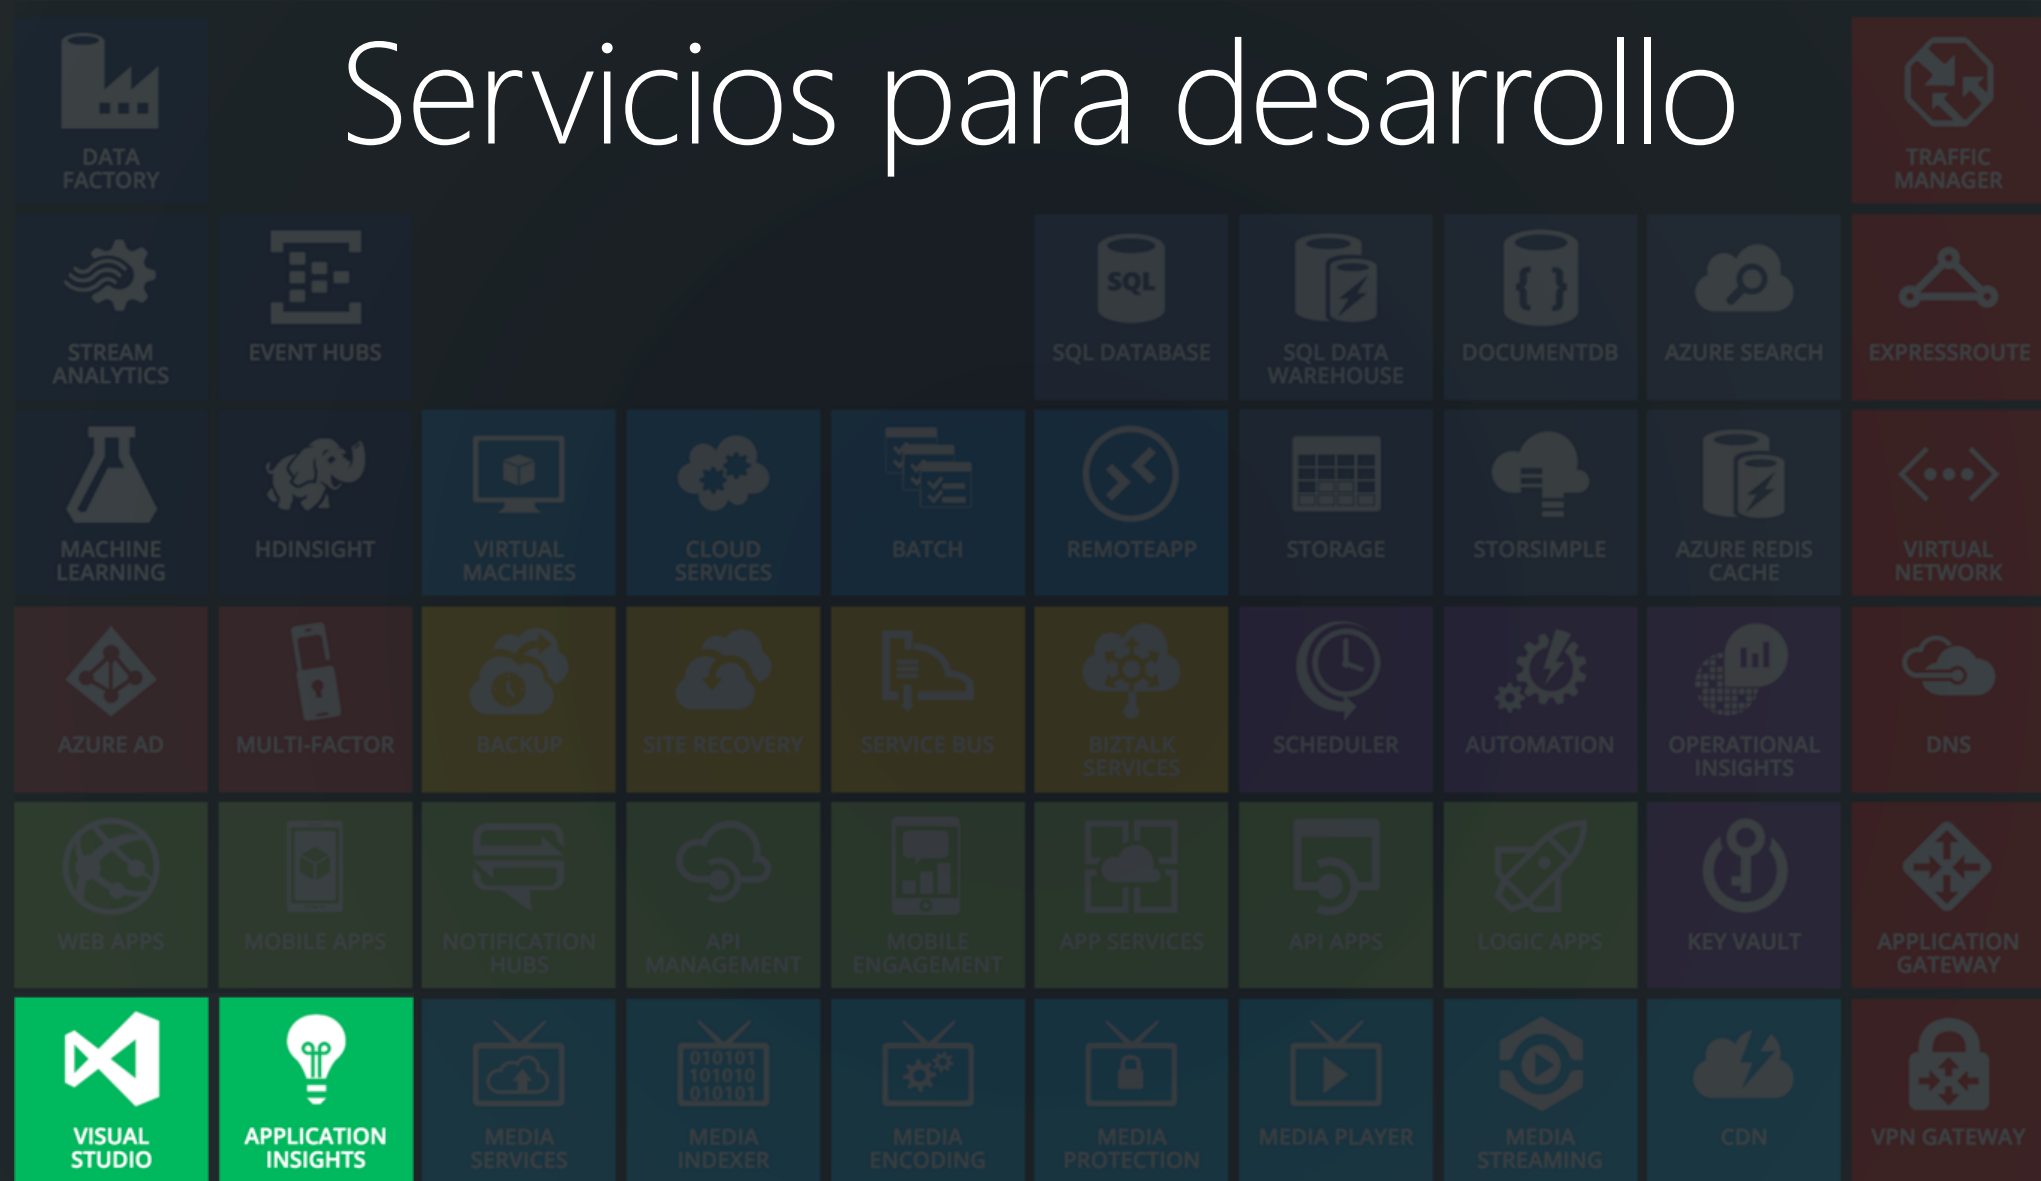 Servicios para desarrollo
DATA
FACTORY
TRAFFIC
MANAGER
STREAM
ANALYTICS
EVENT HUBS
SQL
SQL DATABASE
SQL DATA
WAREHOUSE
{ }
DOCUMENTDB
AZURE SEARCH
EXPRESSROUTE
MACHINE
LEARNING
HDINSIGHT
VIRTUAL
MACHINES
CLOUD
SERVICES
BATCH
REMOTEAPP
STORAGE
STORSIMPLE
AZURE REDIS
CACHE
VIRTUAL
NETWORK
AZURE AD
MULTI-FACTOR
BACKUP
SITE RECOVERY
SERVICE BUS
BIZTALK
SERVICES
SCHEDULER
AUTOMATION
OPERATIONAL
INSIGHTS
DNS
WEB APPS
MOBILE APPS
NOTIFICATION
HUBS
API
MANAGEMENT
MOBILE
ENGAGEMENT
APP SERVICES
API APPS
LOGIC APPS
KEY VAULT
APPLICATION
GATEWAY
VISUAL
STUDIO
APPLICATION
INSIGHTS
MEDIA
SERVICES
010101
101010
010101
MEDIA
INDEXER
MEDIA
ENCODING
MEDIA
PROTECTION
MEDIA PLAYER
MEDIA
STREAMING
CDN
VPN GATEWAY